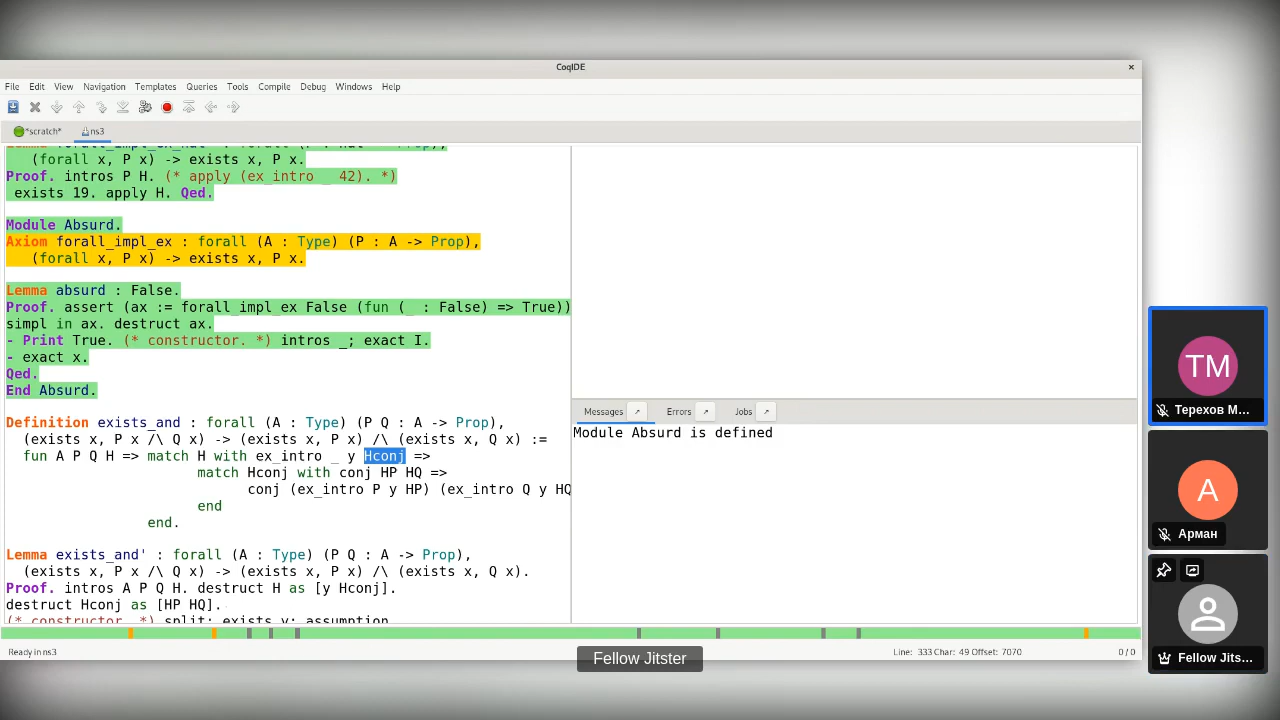 CoqIDE
×
File Edit View Navigation Templates Queries Tools Compile Debug Windows Help
*scratch* ns3
(forall x, P x) -> exists x, P x.
Proof. intros P H. (* apply (ex_intro _ 42). *)
exists 19. apply H. Qed.
Module Absurd.
Axiom forall_impl_ex : forall (A : Type) (P : A -> Prop),
(forall x, P x) -> exists x, P x.
Lemma absurd : False.
Proof. assert (ax := forall_impl_ex False (fun (_ : False) => True))
simpl in ax. destruct ax.
- Print True. (* constructor. *) intros _; exact I.
- exact x.
Qed.
End Absurd.
Definition exists_and : forall (A : Type) (P Q : A -> Prop),
(exists x, P x /\ Q x) -> (exists x, P x) /\ (exists x, Q x) :=
fun A P Q H => match H with ex_intro _ y Hconj =>
match Hconj with conj HP HQ =>
conj (ex_intro P y HP) (ex_intro Q y HQ
end
end.
Lemma exists_and' : forall (A : Type) (P Q : A -> Prop),
(exists x, P x /\ Q x) -> (exists x, P x) /\ (exists x, Q x).
Proof. intros A P Q H. destruct H as [y Hconj].
destruct Hconj as [HP HQ].
(* constructor. *) split; exists y; assumption
Messages Errors Jobs
Module Absurd is defined
Ready in ns3
Line: 333 Char: 49 Offset: 7070
0 / 0
Fellow Jitster
TM
Терехов М...
A
Арман
Fellow Jits...